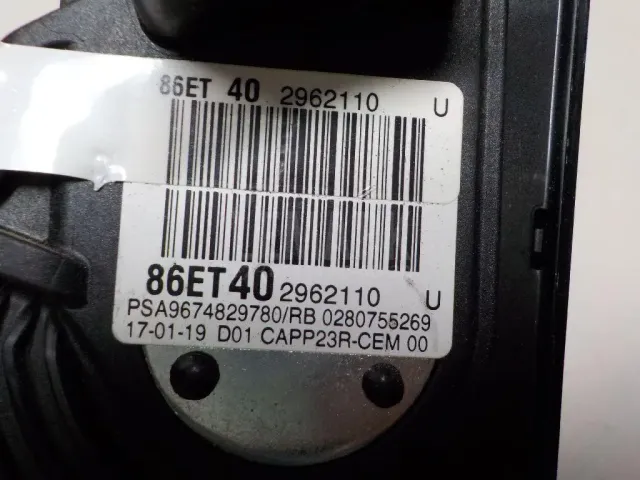 86ET 40 2962110 U
86ET40 2962110 U
PSA9674829780/RB 0280755269
17-01-19 D01 CAPP23R-CEM 00